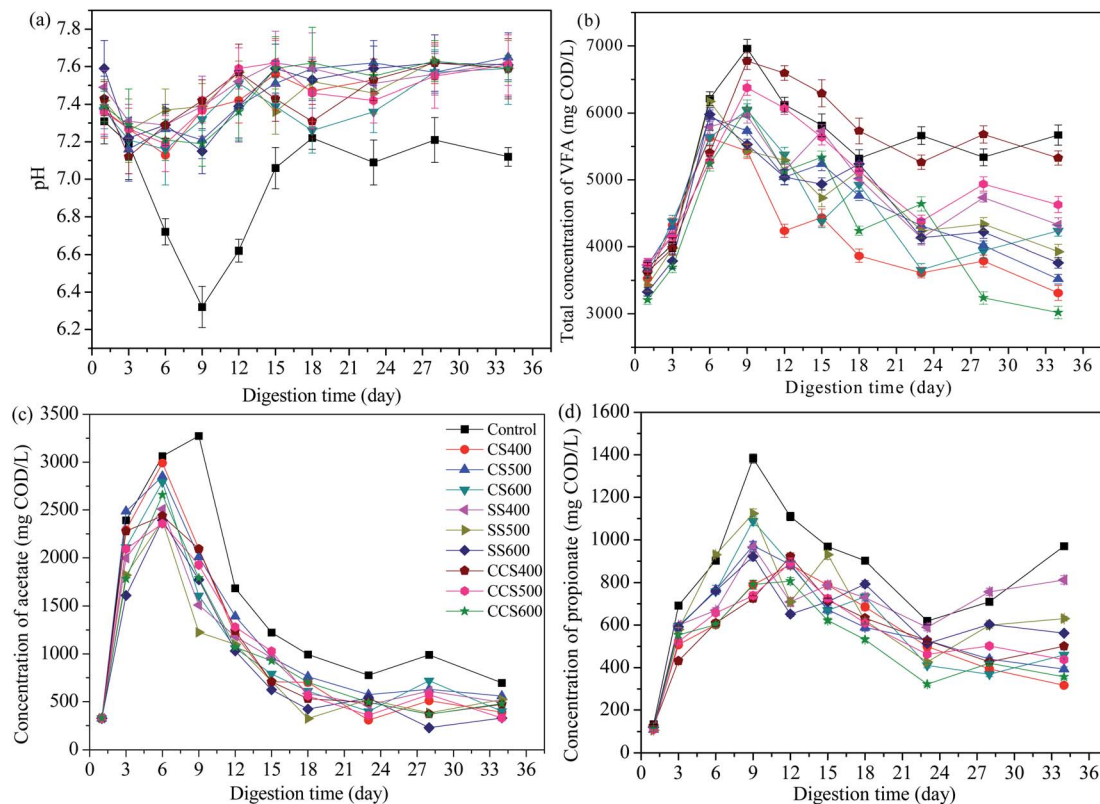 (a)
7.8
7.6
7.4
7.2
7.0
6.8
6.6
6.4
6.2
pH
0 3 6 9 12 15 18 21 24 27 30 33 36
Digestion time (day)
(b)
7000
6000
5000
4000
3000
Total concentration of VFA (mg COD/L)
0 3 6 9 12 15 18 21 24 27 30 33 36
Digestion time (day)
(c)
3500
3000
2500
2000
1500
1000
500
0
Concentration of acetate (mg COD/L)
Control
CS400
CS500
CS600
SS400
SS500
SS600
CCS400
CCS500
CCS600
0 3 6 9 12 15 18 21 24 27 30 33 36
Digestion time (day)
(d)
1600
1400
1200
1000
800
600
400
200
0
Concentration of propionate (mg COD/L)
0 3 6 9 12 15 18 21 24 27 30 33 36
Digestion time (day)